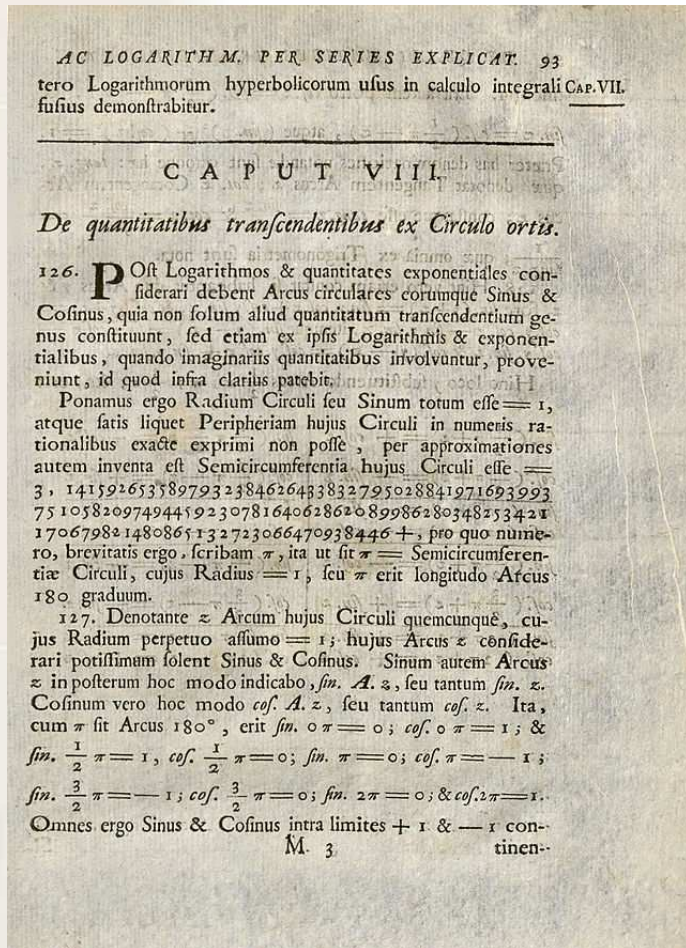 AC LOGARITHM. PER SERIES EXPLICAT. 93
tero Logarithmorum hyperbolicorum uſus in calculo integrali CAP. VII.
fuſius demonſtrabitur.
CAPUT VIII.
De quantitatibus tranſcendentibus ex Circulo ortis.
126. POſt Logarithmos & quantitates exponentiales con-
ſiderari debent Arcus circulares eorumque Sinus &
Coſinus, quia non ſolum aliud quantitatum tranſcendentium ge-
nus conſtituunt, ſed etiam ex ipſis Logarithmis & exponen-
tialibus, quando imaginariis quantitatibus involvuntur, prove-
niunt, id quod infra clarius patebit.
Ponamus ergo Radium Circuli ſeu Sinum totum eſſe = 1,
atque ſatis liquet Peripheriam hujus Circuli in numeris ra-
tionalibus exacte exprimi non poſſe, per approximationes
autem inventa eſt Semicircumferentia hujus Circuli eſſe =
3, 14159265358979323846264338327950288419716939937
75105820974944592307816406286208998628034825342 1
170679821480865132723066470938446 +, pro quo nume-
ro, brevitatis ergo, ſcribam π, ita ut ſit π = Semicircumferen-
tiæ Circuli, cujus Radius = 1, ſeu π erit longitudo Arcus
180 graduum.
127. Denotante z Arcum hujus Circuli quemcunque, cu-
jus Radium perpetuo aſſumo = 1; hujus Arcus z conſide-
rari potiſſimum ſolent Sinus & Coſinus. Sinum autem Arcus
z in poſterum hoc modo indicabo, ſin. A. z, ſeu tantum ſin. z.
Coſinum vero hoc modo coſ. A. z, ſeu tantum coſ. z. Ita,
cum π ſit Arcus 180°, erit ſin. 0 π = 0; coſ. 0 π = 1; &
ſin. 1/2 π = 1, coſ. 1/2 π = 0; ſin. π = 0; coſ. π = — 1;
ſin. 3/2 π = — 1; coſ. 3/2 π = 0; ſin. 2π = 0; & coſ. 2π = 1.
Omnes ergo Sinus & Coſinus intra limites + 1 & — 1 con-
M 3 tinen-